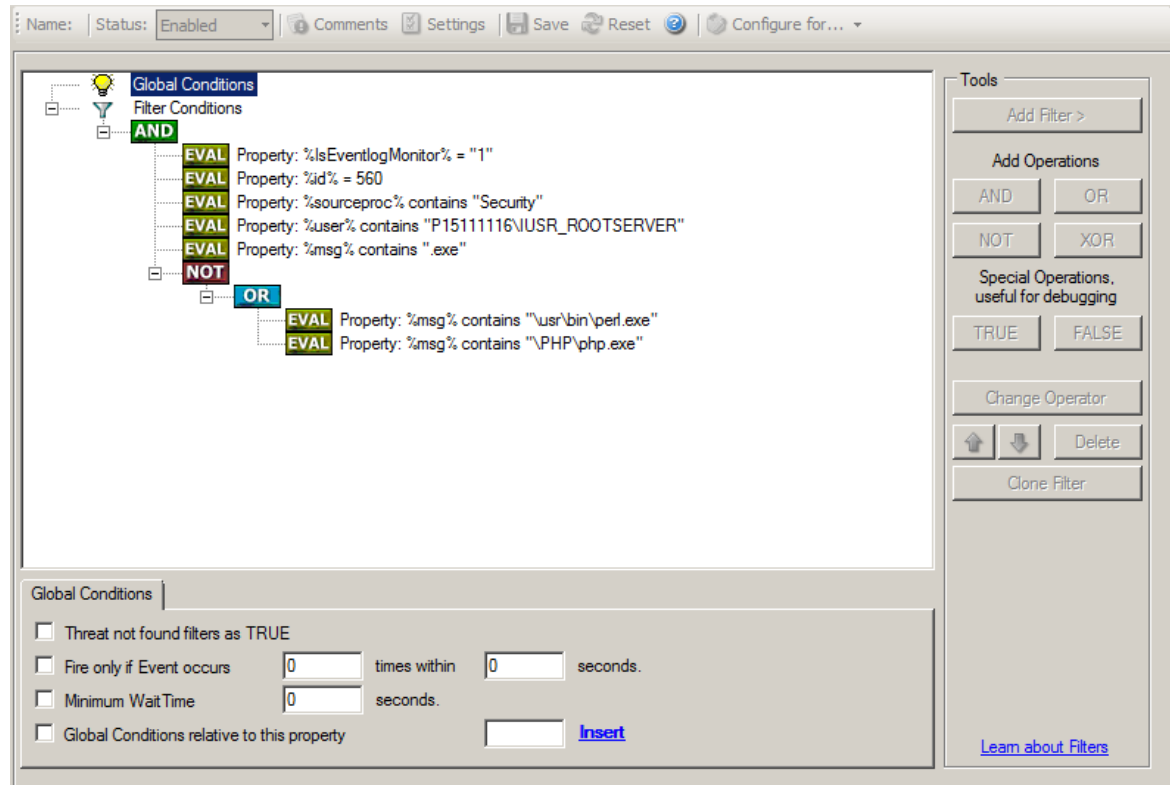 Name: Status: Enabled Comments Settings Save Reset Configure for...
Global Conditions
Filter Conditions
AND
EVAL Property: %IsEventlogMonitor% = "1"
EVAL Property: %id% = 560
EVAL Property: %sourceproc% contains "Security"
EVAL Property: %user% contains "P15111116\IUSR_ROOTSERVER"
EVAL Property: %msg% contains ".exe"
NOT
OR
EVAL Property: %msg% contains "\usr\bin\perl.exe"
EVAL Property: %msg% contains "\PHP\php.exe"
Tools
Add Filter >
Add Operations
AND OR
NOT XOR
Special Operations,
useful for debugging
TRUE FALSE
Change Operator
Delete
Clone Filter
Learn about Filters
Global Conditions
Threat not found filters as TRUE
Fire only if Event occurs 0 times within 0 seconds.
Minimum WaitTime 0 seconds.
Global Conditions relative to this property Insert